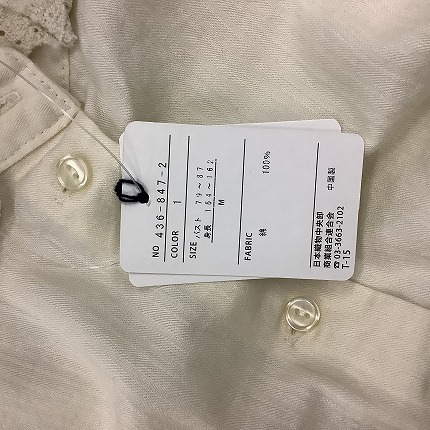 NO 436-847-2
COLOR 1
SIZE バスト 79～87
身長 154～162
M
FABRIC
綿 100%
日本織物中央卸
商業組合連合会
☎ 03-3663-2102
T-15
中国製